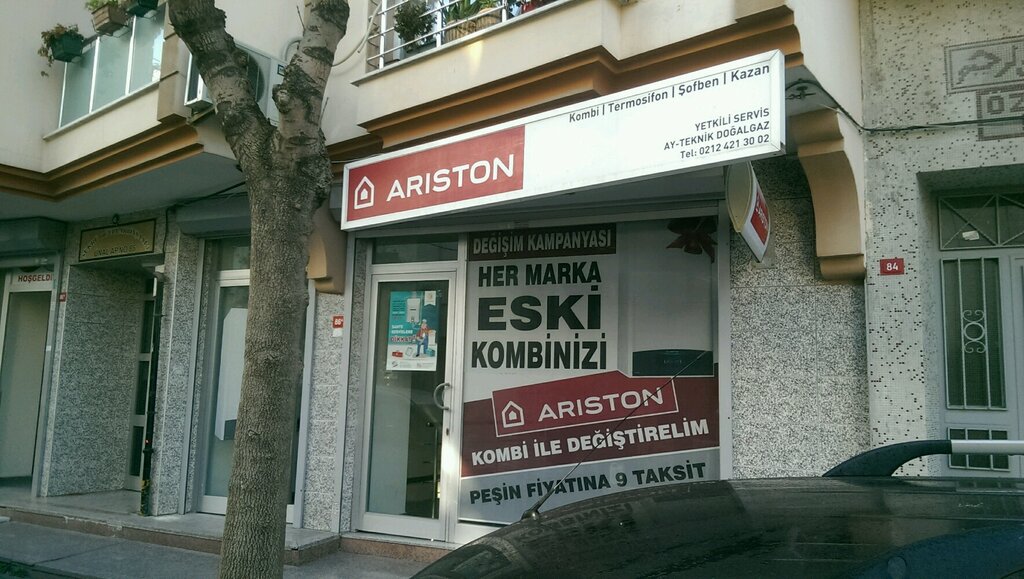 Kombi | Termosifon | Şofben | Kazan
YETKİLİ SERVİS
AY-TEKNİK DOĞALGAZ
Tel: 0212 421 30 02
ARISTON
DEĞİŞİM KAMPANYASI
HER MARKA
ESKİ
KOMBİNİZİ
ARISTON
KOMBİ İLE DEĞİŞTİRELİM
PEŞİN FİYATINA 9 TAKSİT
HOŞGELDİ
84